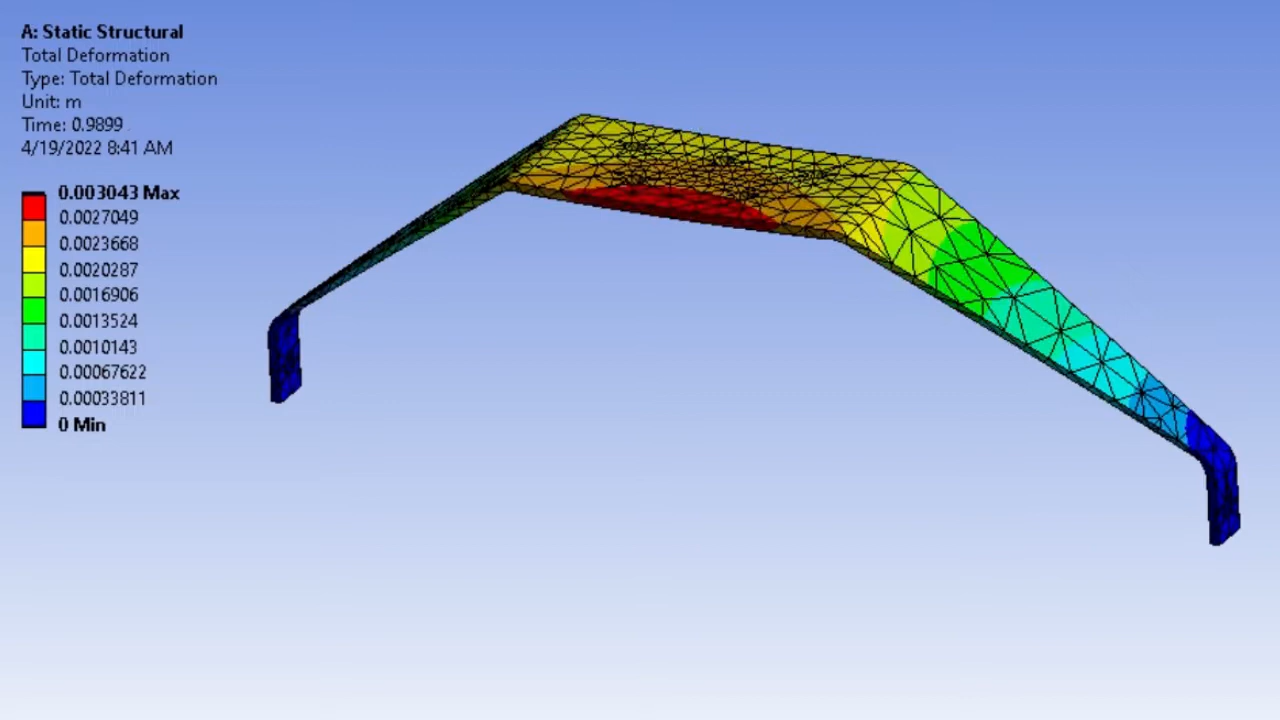 A: Static Structural
Total Deformation
Type: Total Deformation
Unit: m
Time: 0.9899
4/19/2022 8:41 AM
0.003043 Max
0.0027049
0.0023668
0.0020287
0.0016906
0.0013524
0.0010143
0.00067622
0.00033811
0 Min